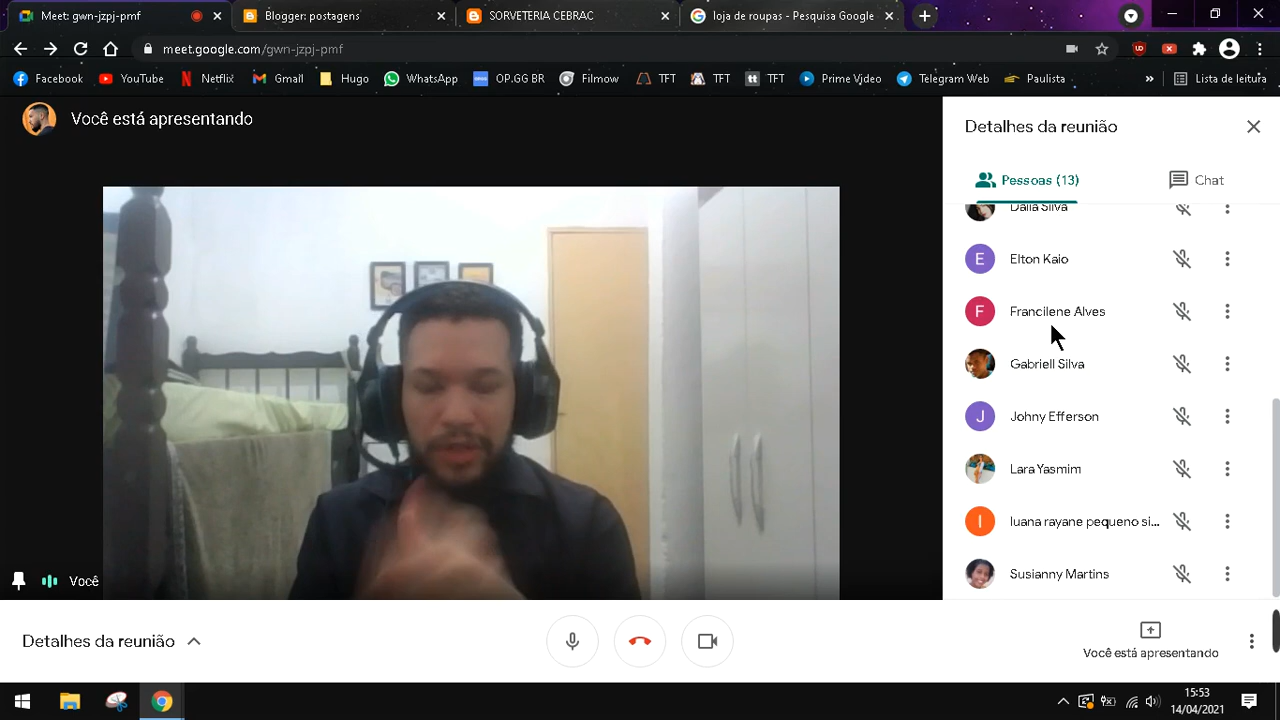 Meet: gwn-jzpj-pmf
Blogger: postagens
SORVETERIA CEBRAC
loja de roupas - Pesquisa Google
meet.google.com/gwn-jzpj-pmf
Facebook
YouTube
Netflix
Gmail
Hugo
WhatsApp
OP.GG BR
Filmow
TFT
TFT
TFT
Prime Video
Telegram Web
Paulista
»
Lista de leitura
Você está apresentando
Detalhes da reunião
Pessoas (13)
Chat
Dalila Silva
E Elton Kaio
F Francilene Alves
Gabriell Silva
J Johny Efferson
Lara Yasmim
l luana rayane pequeno si...
Susianny Martins
Você
Detalhes da reunião
Você está apresentando
15:53
14/04/2021